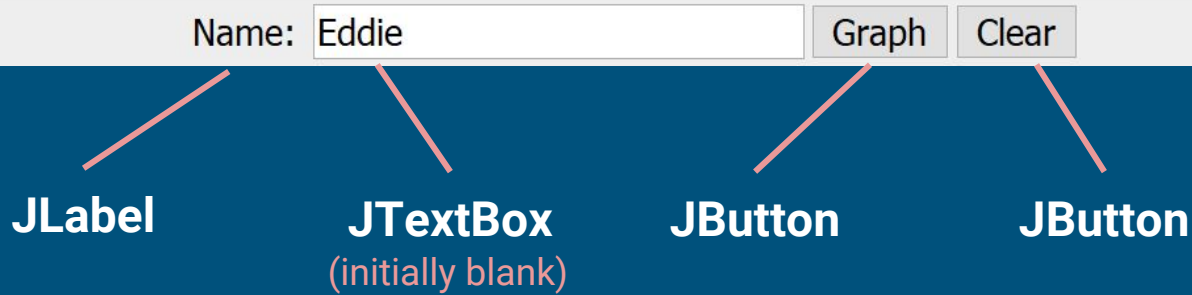 Name: Eddie Graph Clear
JLabel JTextBox JButton JButton
(initially blank)